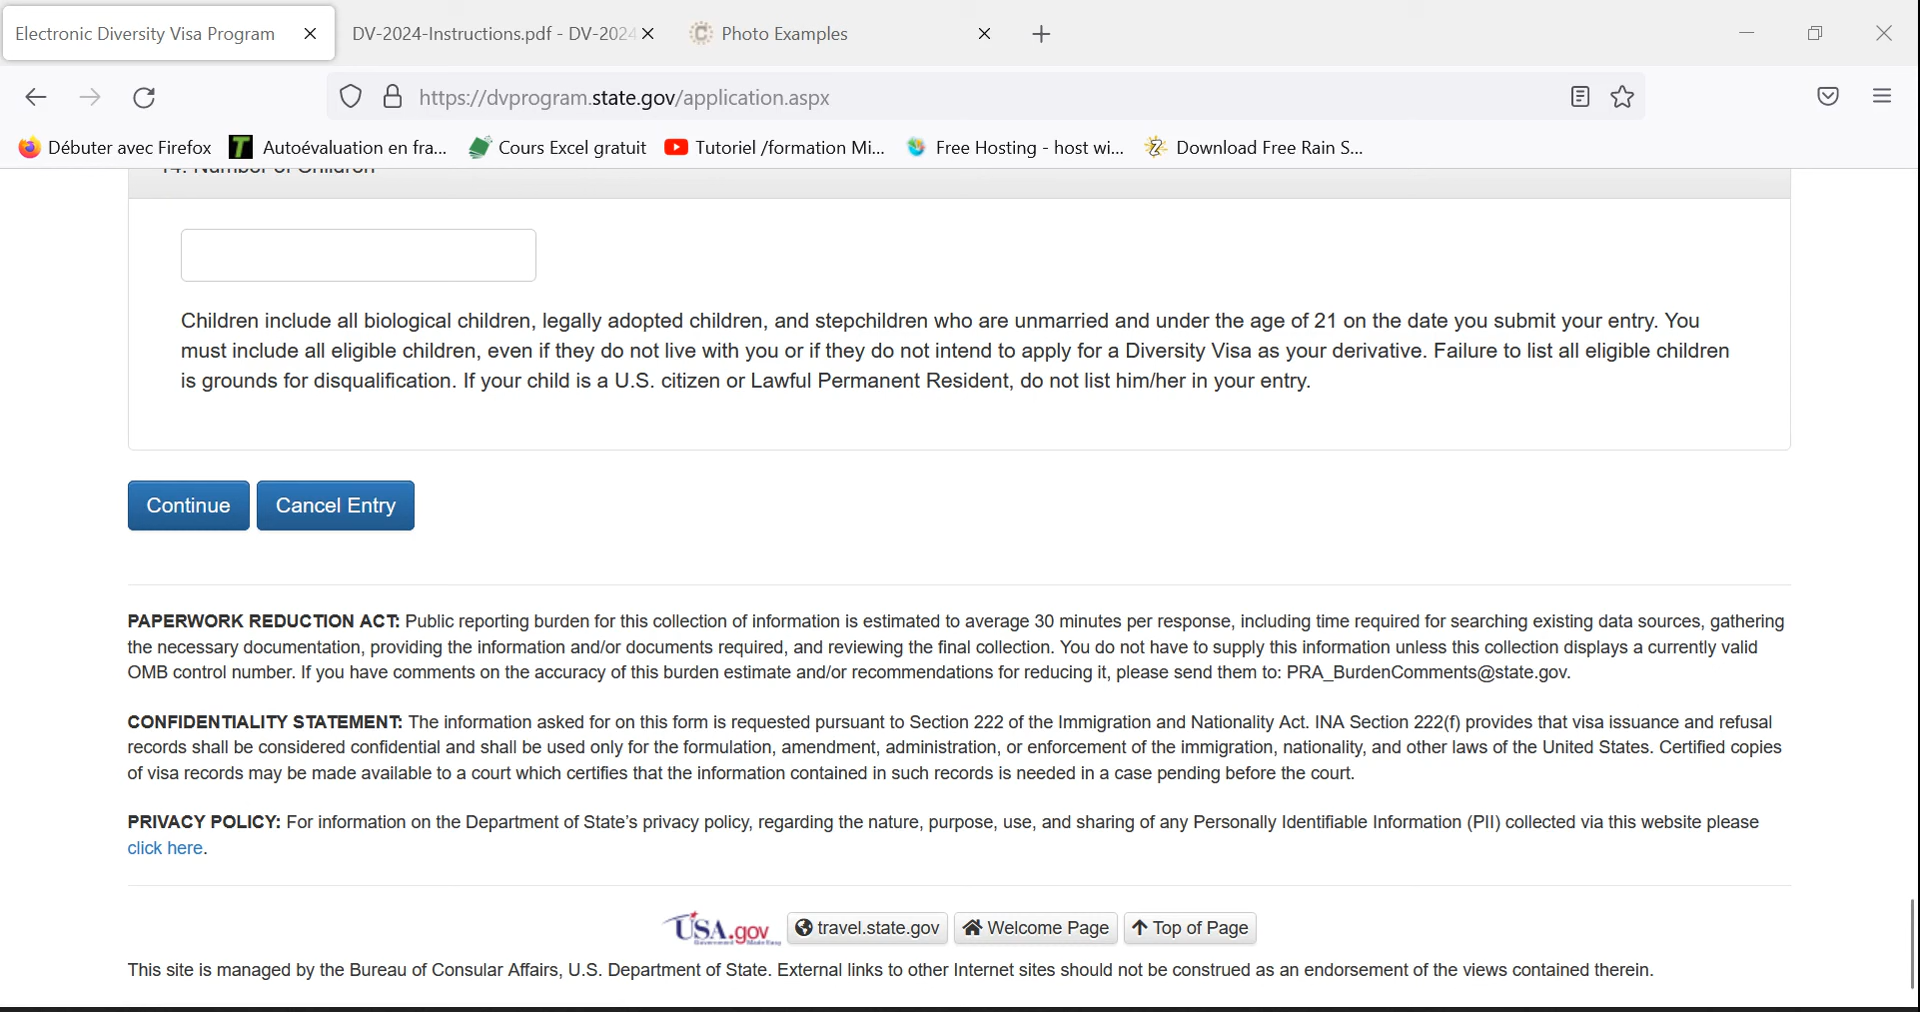 Electronic Diversity Visa Program
DV-2024-Instructions.pdf - DV-2024
Photo Examples
https://dvprogram.state.gov/application.aspx
Débuter avec Firefox
Autoévaluation en fra...
Cours Excel gratuit
Tutoriel /formation Mi...
Free Hosting - host wi...
Download Free Rain S...
14. Number of Children
Children include all biological children, legally adopted children, and stepchildren who are unmarried and under the age of 21 on the date you submit your entry. You
must include all eligible children, even if they do not live with you or if they do not intend to apply for a Diversity Visa as your derivative. Failure to list all eligible children
is grounds for disqualification. If your child is a U.S. citizen or Lawful Permanent Resident, do not list him/her in your entry.
Continue
Cancel Entry
PAPERWORK REDUCTION ACT: Public reporting burden for this collection of information is estimated to average 30 minutes per response, including time required for searching existing data sources, gathering
the necessary documentation, providing the information and/or documents required, and reviewing the final collection. You do not have to supply this information unless this collection displays a currently valid
OMB control number. If you have comments on the accuracy of this burden estimate and/or recommendations for reducing it, please send them to: PRA_BurdenComments@state.gov.
CONFIDENTIALITY STATEMENT: The information asked for on this form is requested pursuant to Section 222 of the Immigration and Nationality Act. INA Section 222(f) provides that visa issuance and refusal
records shall be considered confidential and shall be used only for the formulation, amendment, administration, or enforcement of the immigration, nationality, and other laws of the United States. Certified copies
of visa records may be made available to a court which certifies that the information contained in such records is needed in a case pending before the court.
PRIVACY POLICY: For information on the Department of State's privacy policy, regarding the nature, purpose, use, and sharing of any Personally Identifiable Information (PII) collected via this website please
click here.
USA.gov
Government Made Easy
travel.state.gov
Welcome Page
Top of Page
This site is managed by the Bureau of Consular Affairs, U.S. Department of State. External links to other Internet sites should not be construed as an endorsement of the views contained therein.